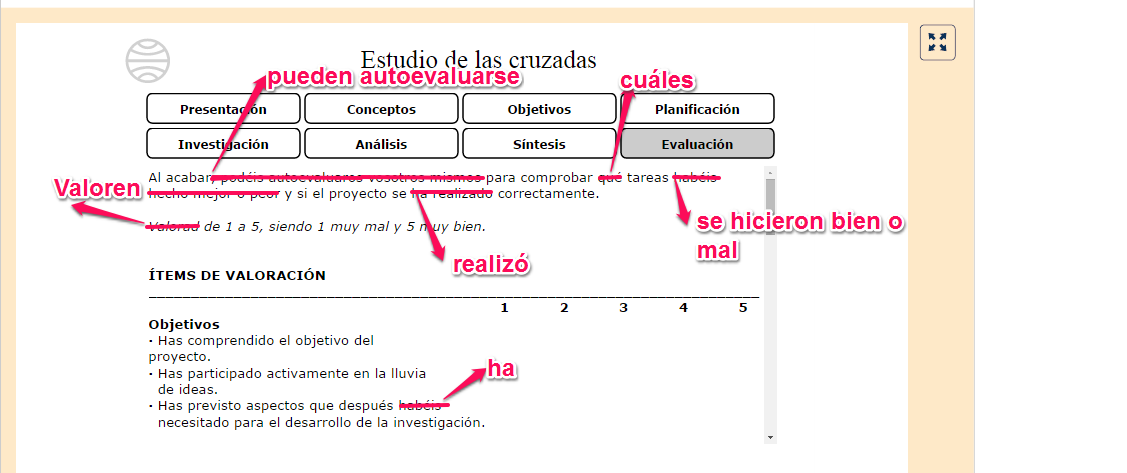 Estudio de las cruzadas
pueden autoevaluarse
cuáles
Presentación Conceptos Objetivos Planificación
Investigación Análisis Síntesis Evaluación
Al acabar, podéis autoevaluaros vosotros mismos para comprobar qué tareas habéis
hecho mejor o peor y si el proyecto se ha realizado correctamente.
Valoren
se hicieron bien o
mal
Valorad de 1 a 5, siendo 1 muy mal y 5 muy bien.
realizó
ÍTEMS DE VALORACIÓN
1 2 3 4 5
Objetivos
· Has comprendido el objetivo del
proyecto.
· Has participado activamente en la lluvia
de ideas.
ha
· Has previsto aspectos que después habéis
necesitado para el desarrollo de la investigación.